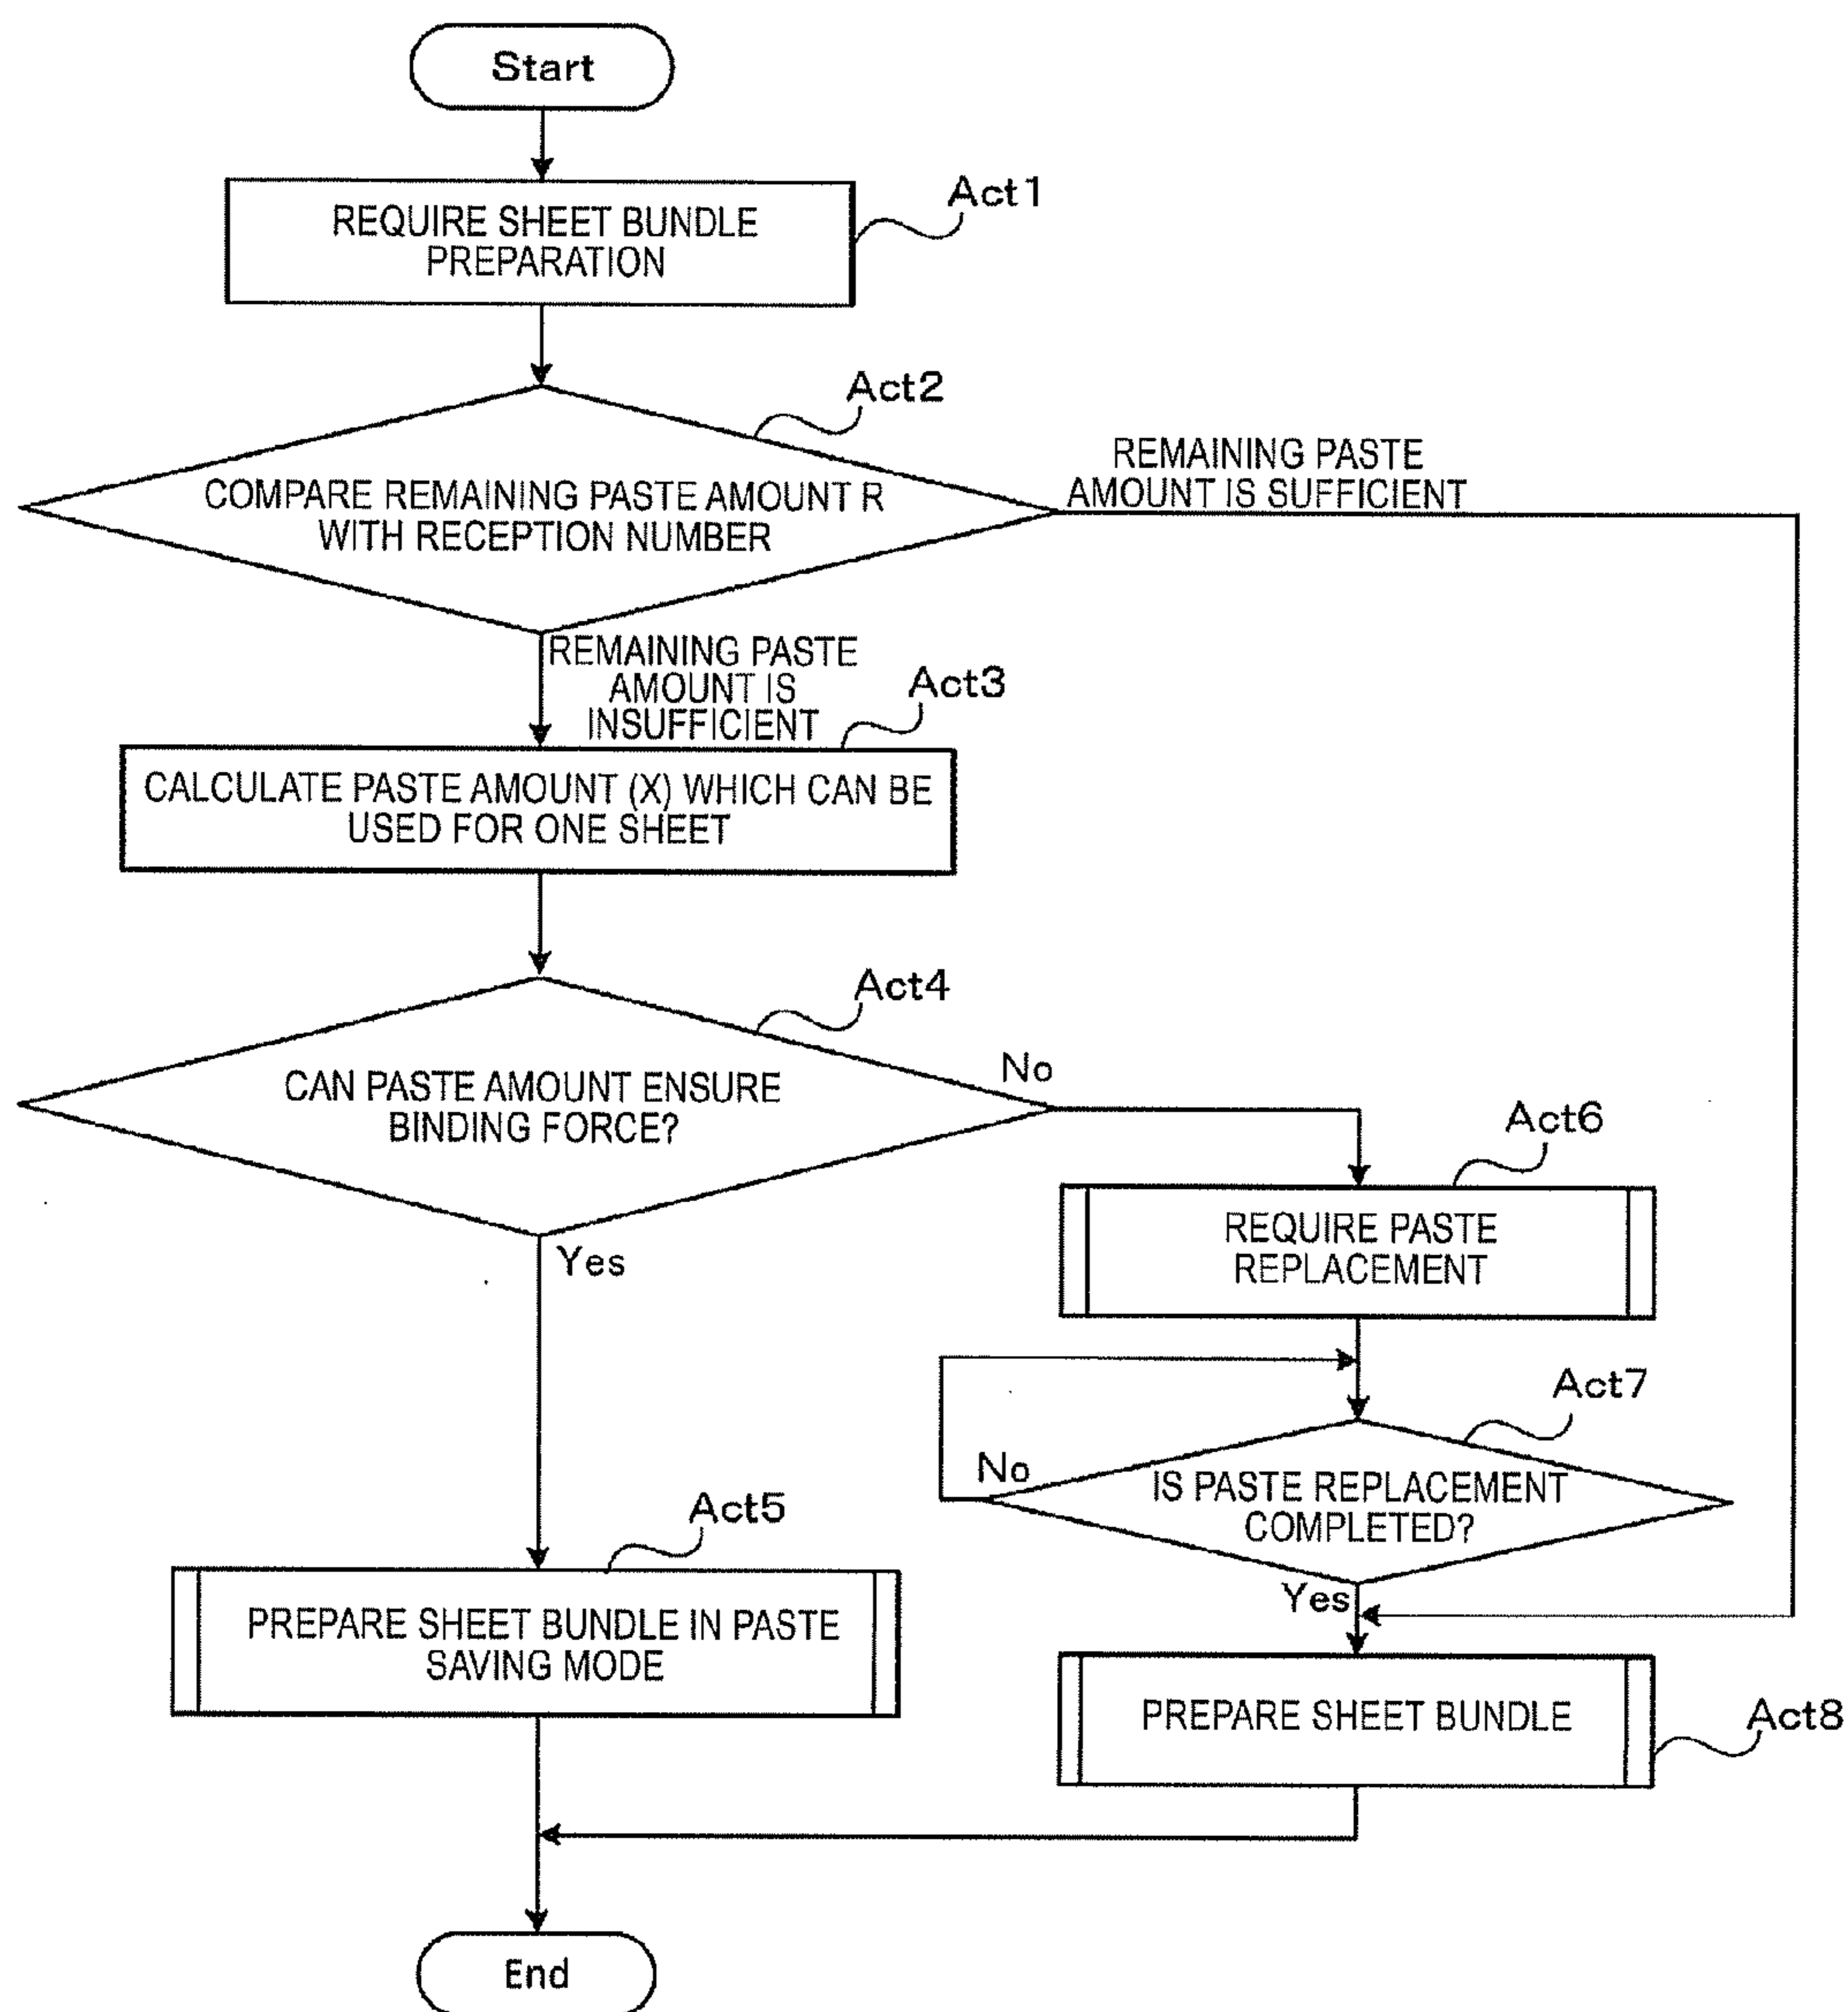 Start
Act1
REQUIRE SHEET BUNDLE
PREPARATION
Act2
COMPARE REMAINING PASTE AMOUNT R
WITH RECEPTION NUMBER
REMAINING PASTE
AMOUNT IS SUFFICIENT
REMAINING PASTE
AMOUNT IS
INSUFFICIENT
Act3
CALCULATE PASTE AMOUNT (X) WHICH CAN BE
USED FOR ONE SHEET
Act4
CAN PASTE AMOUNT ENSURE
BINDING FORCE?
No
Yes
Act6
REQUIRE PASTE
REPLACEMENT
Act7
No
IS PASTE REPLACEMENT
COMPLETED?
Yes
Act5
PREPARE SHEET BUNDLE IN PASTE
SAVING MODE
PREPARE SHEET BUNDLE
Act8
End